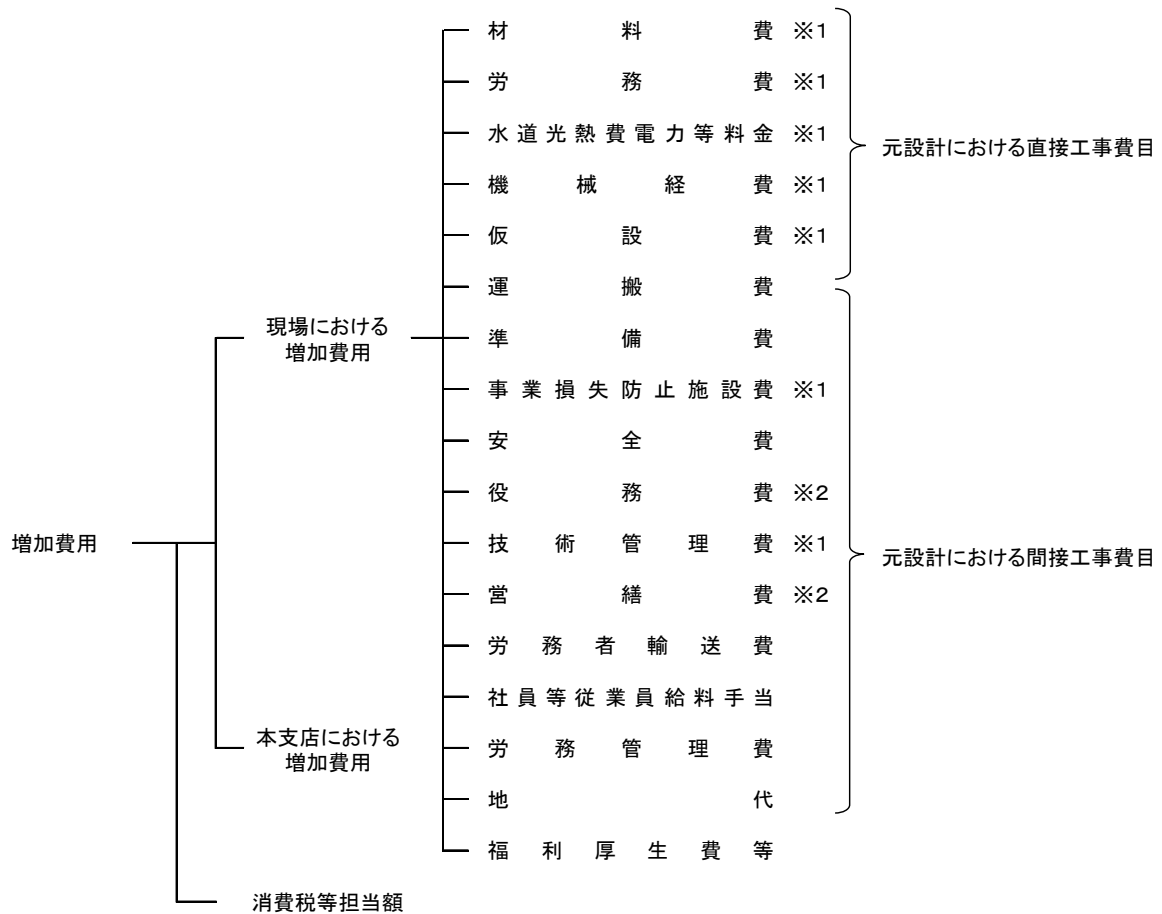 材料費 ※1
労務費 ※1
水道光熱費電力等料金 ※1
元設計における直接工事費目
機械経費 ※1
仮設費 ※1
運搬費
現場における
増加費用
準備費
事業損失防止施設費 ※1
安全費
役務費 ※2
増加費用
技術管理費 ※1
元設計における間接工事費目
営繕費 ※2
労務者輸送費
社員等従業員給料手当
本支店における
増加費用
労務管理費
地代
福利厚生費等
消費税等担当額